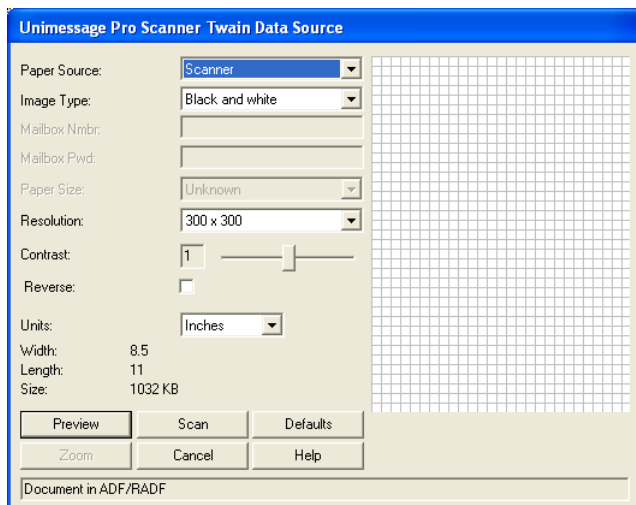 Unimessage Pro Scanner Twain Data Source
Paper Source: Scanner
Image Type: Black and white
Mailbox Nmbr:
Mailbox Pwd:
Paper Size: Unknown
Resolution: 300 x 300
Contrast: 1
Reverse:
Units: Inches
Width: 8.5
Length: 11
Size: 1032 KB
Preview Scan Defaults
Zoom Cancel Help
Document in ADF/RADF